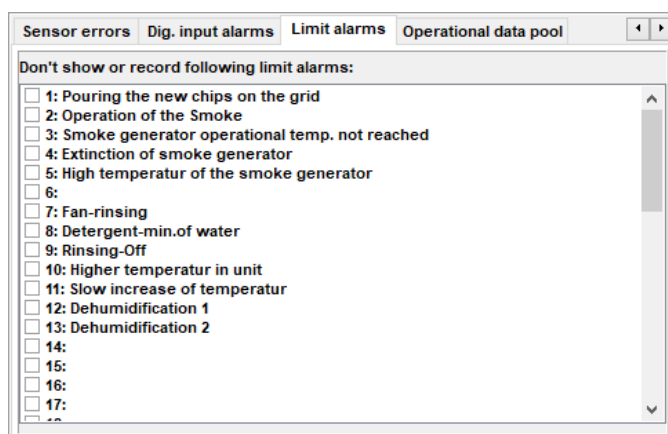 Sensor errors Dig. input alarms Limit alarms Operational data pool
Don't show or record following limit alarms:
1: Pouring the new chips on the grid
2: Operation of the Smoke
3: Smoke generator operational temp. not reached
4: Extinction of smoke generator
5: High temperatur of the smoke generator
6:
7: Fan-rinsing
8: Detergent-min.of water
9: Rinsing-Off
10: Higher temperatur in unit
11: Slow increase of temperatur
12: Dehumidification 1
13: Dehumidification 2
14:
15:
16:
17: